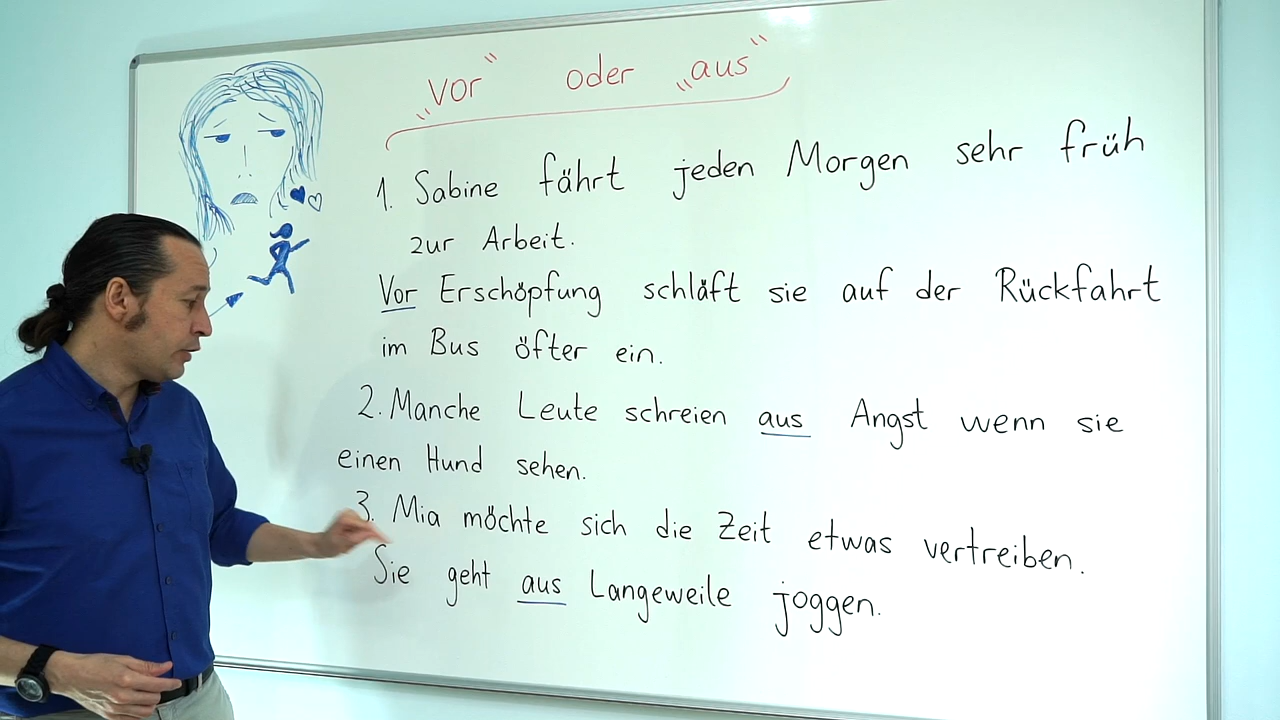 „vor“ oder „aus“
1. Sabine fährt jeden Morgen sehr früh
zur Arbeit.
Vor Erschöpfung schläft sie auf der Rückfahrt
im Bus öfter ein.
2. Manche Leute schreien aus Angst wenn sie
einen Hund sehen.
3. Mia möchte sich die Zeit etwas vertreiben.
Sie geht aus Langeweile joggen.